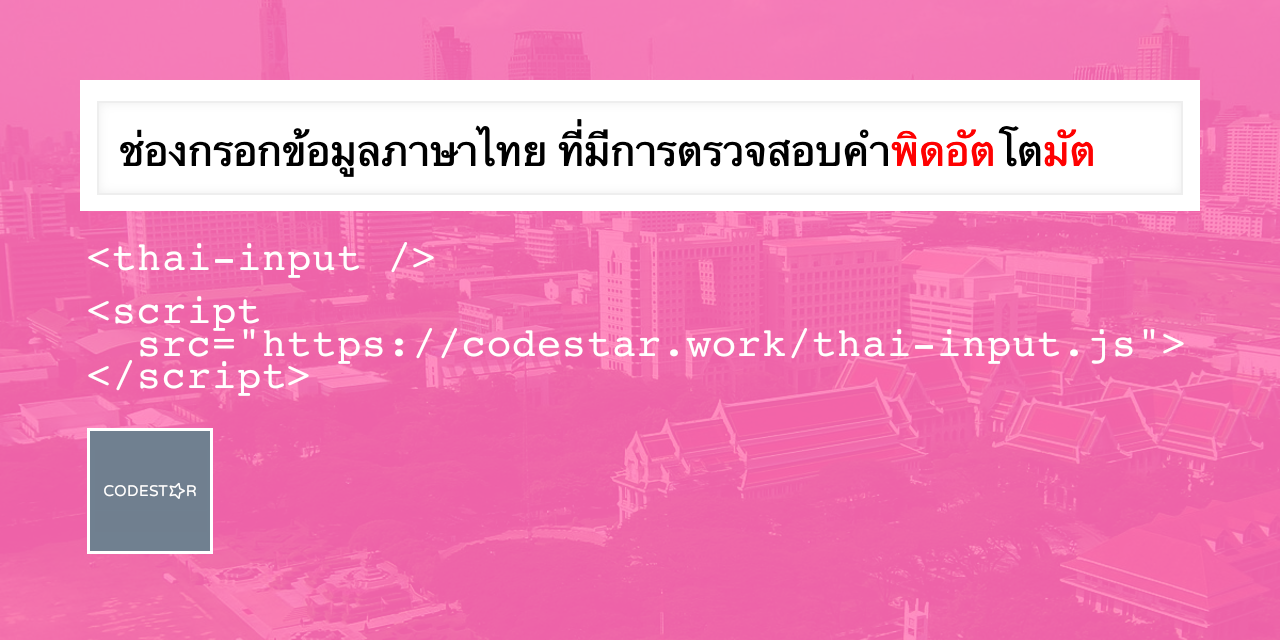 ช่องกรอกข้อมูลภาษาไทย ที่มีการตรวจสอบคำพิดอัตโตมัต
<thai-input />
<script
src="https://codestar.work/thai-input.js">
</script>
CODESTAR